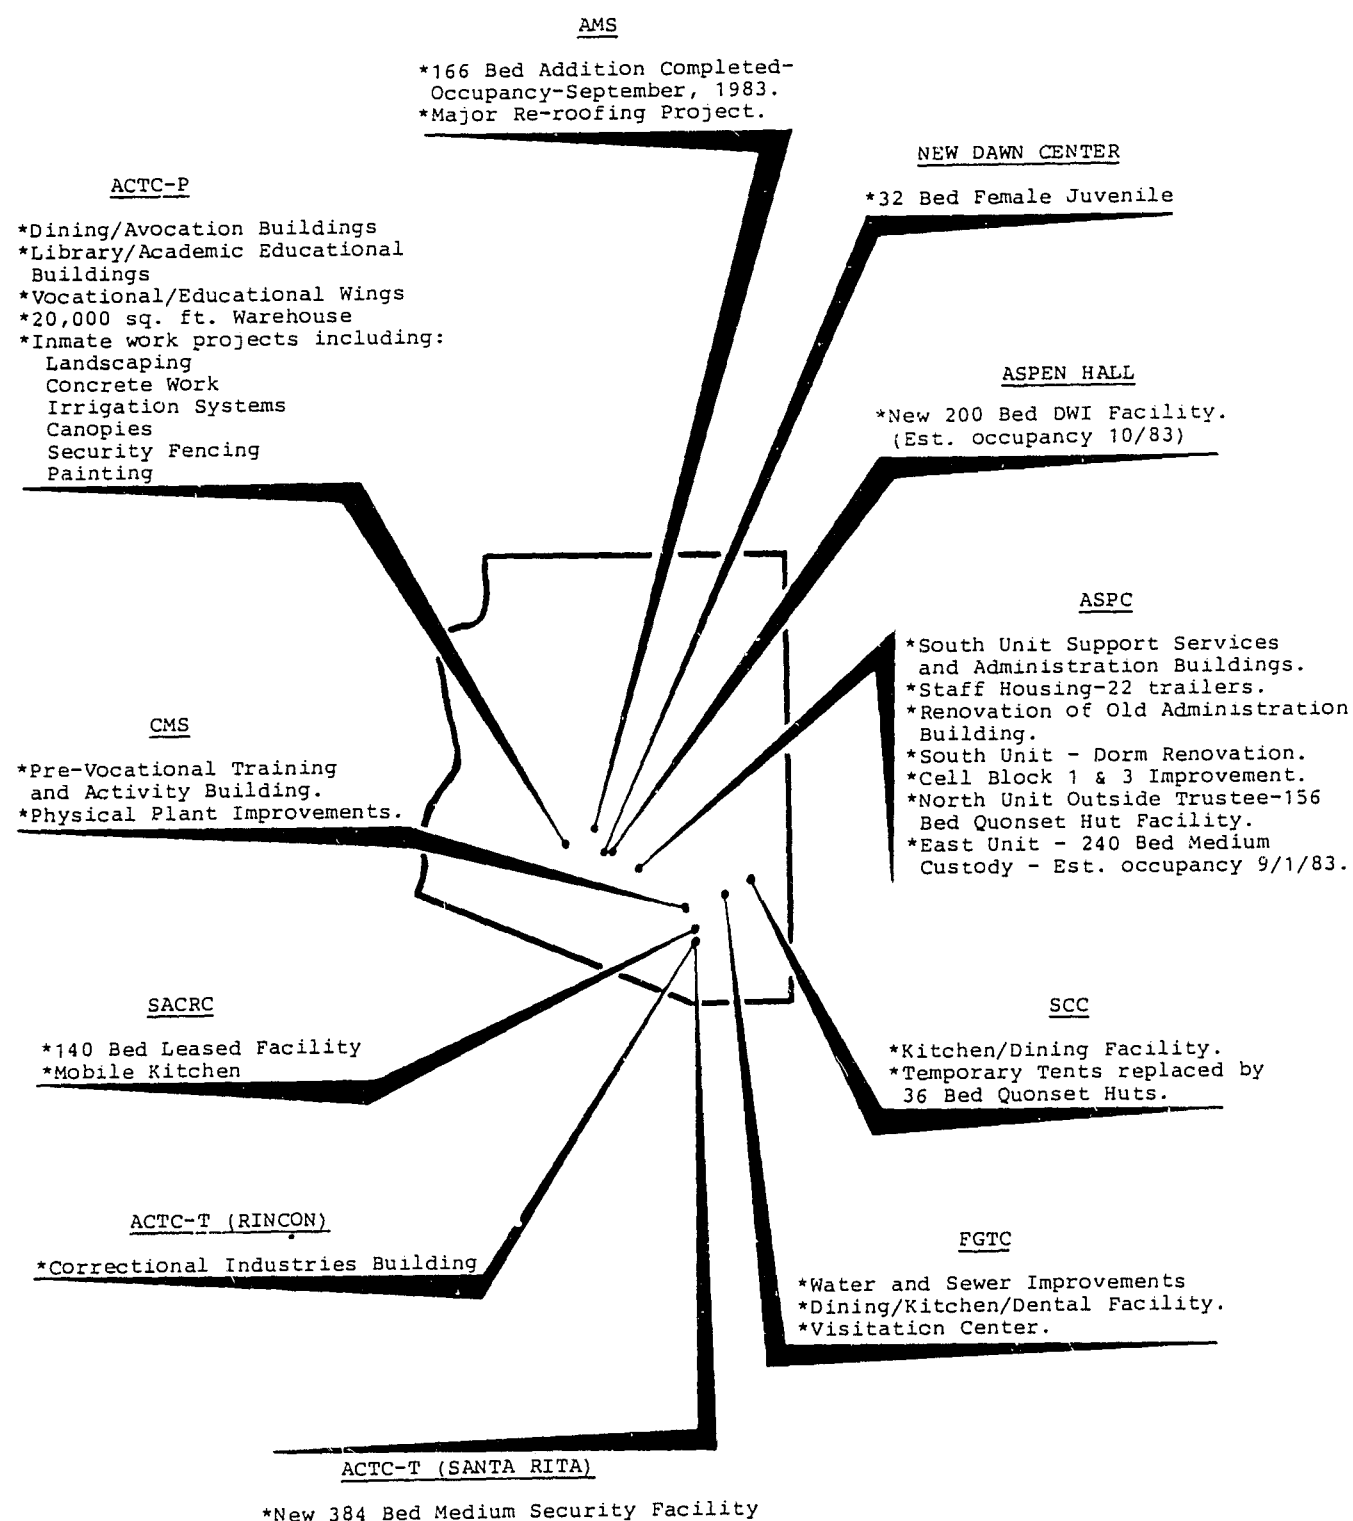 AMS
*166 Bed Addition Completed-
Occupancy-September, 1983.
*Major Re-roofing Project.
NEW DAWN CENTER
*32 Bed Female Juvenile
ACTC-P
*Dining/Avocation Buildings
*Library/Academic Educational
Buildings
*Vocational/Educational Wings
*20,000 sq. ft. Warehouse
*Inmate work projects including:
Landscaping
Concrete Work
Irrigation Systems
Canopies
Security Fencing
Painting
ASPEN HALL
*New 200 Bed DWI Facility.
(Est. occupancy 10/83)
ASPC
*South Unit Support Services
and Administration Buildings.
*Staff Housing-22 trailers.
*Renovation of Old Administration
Building.
*South Unit - Dorm Renovation.
*Cell Block 1 & 3 Improvement.
*North Unit Outside Trustee-156
Bed Quonset Hut Facility.
*East Unit - 240 Bed Medium
Custody - Est. occupancy 9/1/83.
CMS
*Pre-Vocational Training
and Activity Building.
*Physical Plant Improvements.
SACRC
*140 Bed Leased Facility
*Mobile Kitchen
SCC
*Kitchen/Dining Facility.
*Temporary Tents replaced by
36 Bed Quonset Huts.
ACTC-T (RINCON)
*Correctional Industries Building
FGTC
*Water and Sewer Improvements
*Dining/Kitchen/Dental Facility.
*Visitation Center.
ACTC-T (SANTA RITA)
*New 384 Bed Medium Security Facility